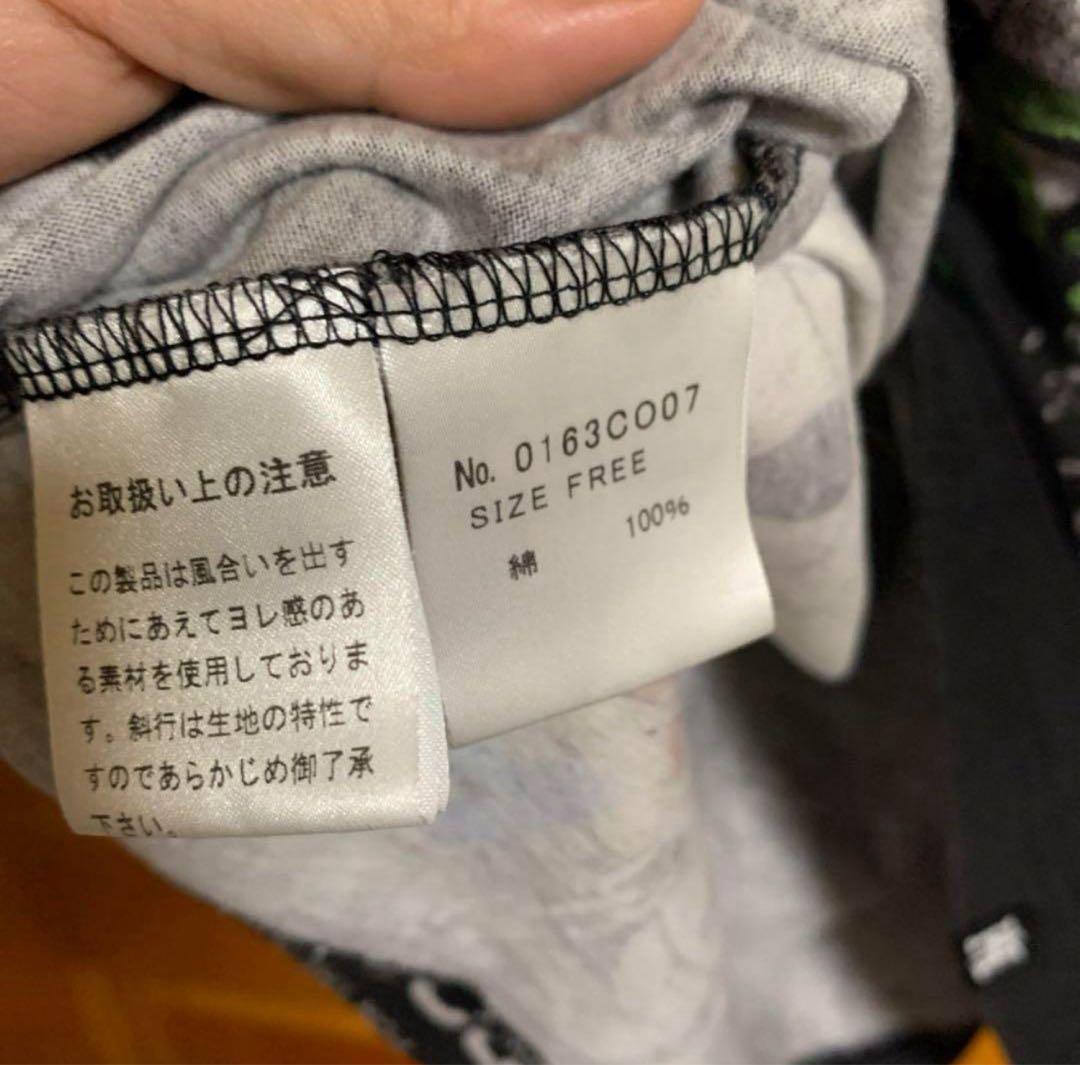 お取扱い上の注意
この製品は風合いを出す
ためにあえてヨレ感のあ
る素材を使用しておりま
す。斜行は生地の特性で
すのであらかじめ御了承
下さい。
No. 0163CO07
SIZE FREE
綿 100%